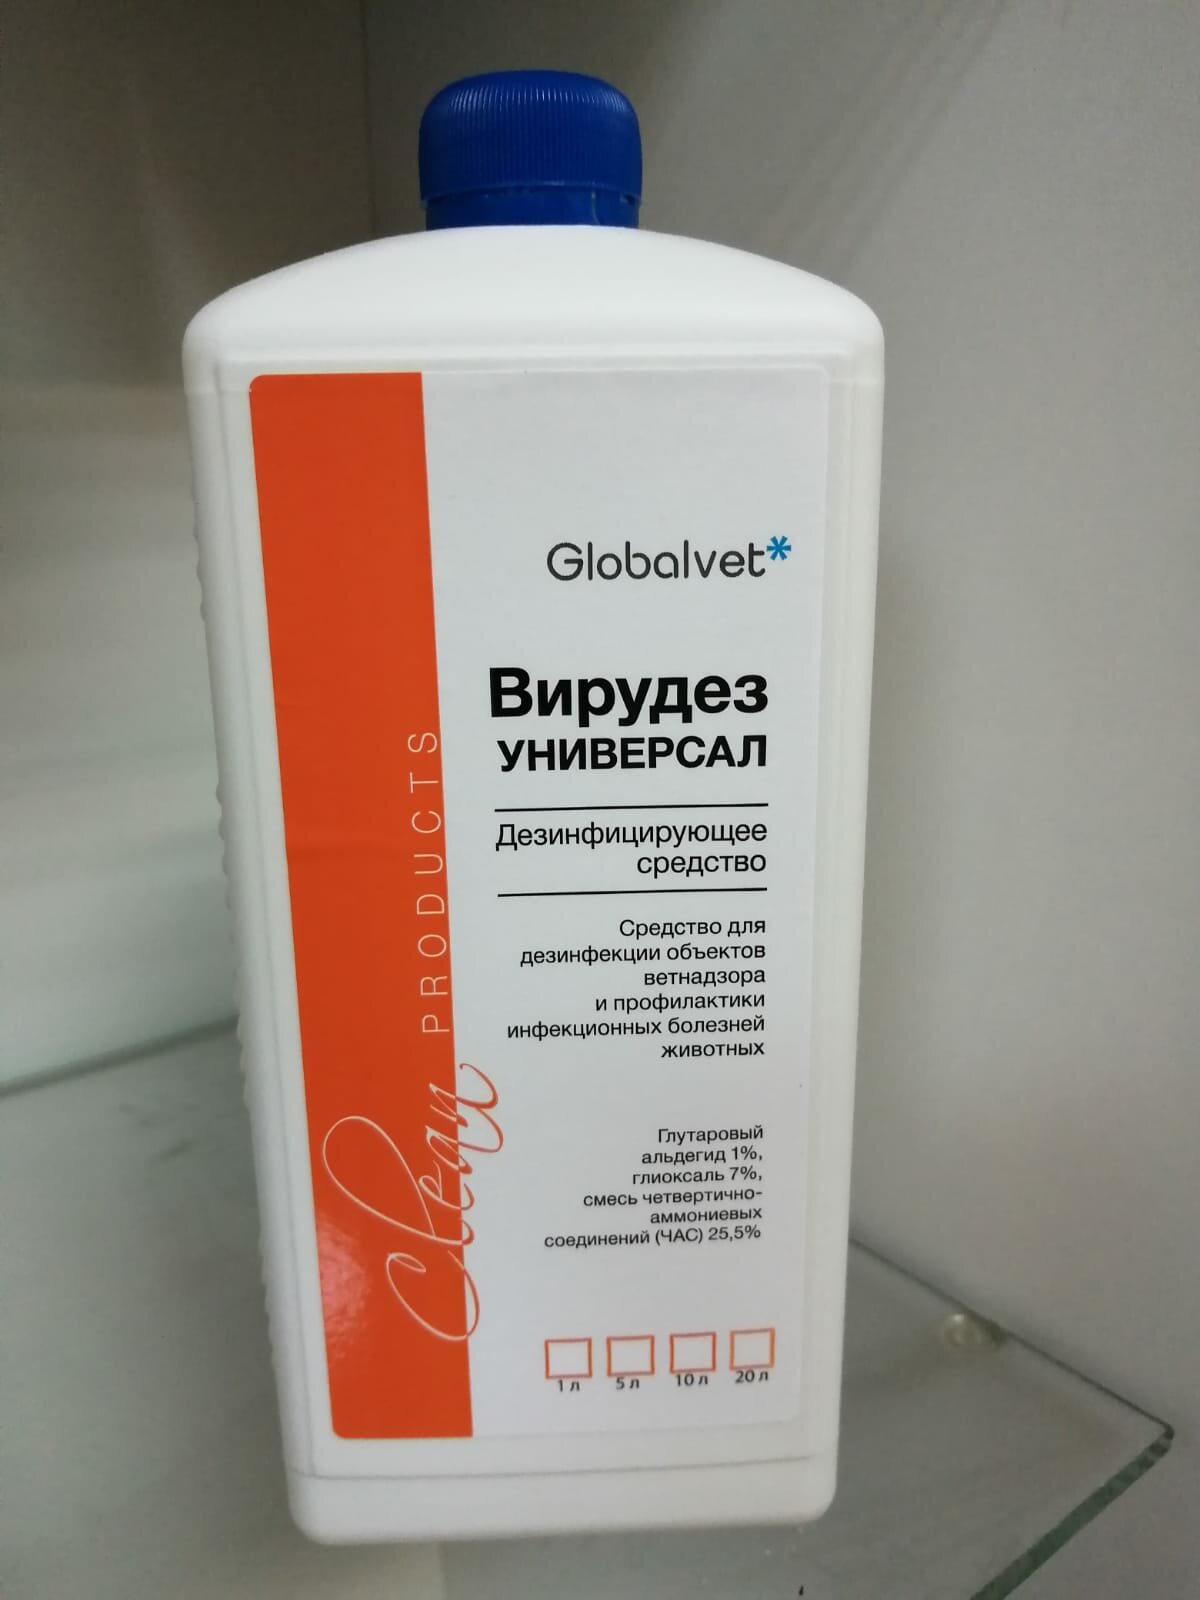 Globalvet*
Вирудез
УНИВЕРСАЛ
Дезинфицирующее
средство
Средство для
дезинфекции объектов
ветнадзора
и профилактики
инфекционных болезней
животных
Глутаровый
альдегид 1%,
глиоксаль 7%,
смесь четвертично-
аммониевых
соединений (ЧАС) 25,5%
1 л 5 л 10 л 20 л
Clean PRODUCTS